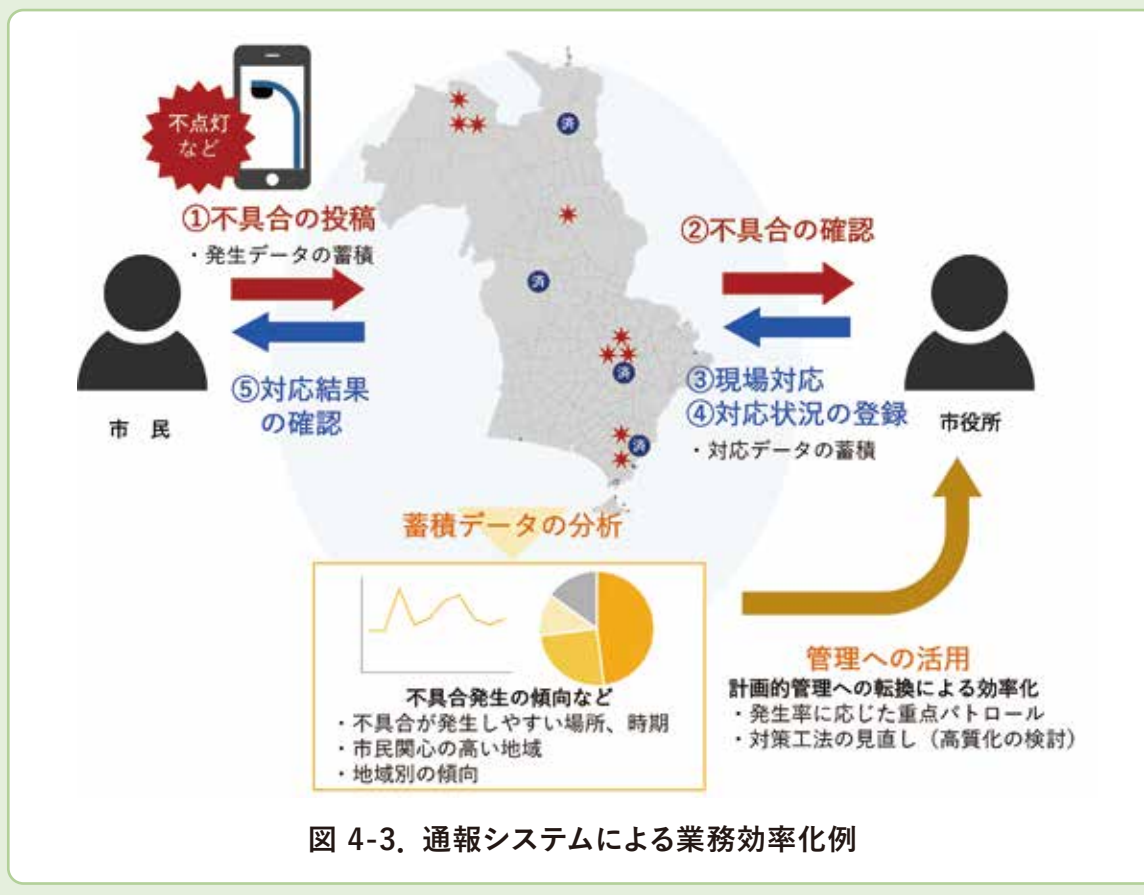 不点灯
など
①不具合の投稿
・発生データの蓄積
済
②不具合の確認
済
市 民
⑤対応結果
の確認
済
③現場対応
④対応状況の登録
・対応データの蓄積
済
市役所
蓄積データの分析
不具合発生の傾向など
・不具合が発生しやすい場所、時期
・市民関心の高い地域
・地域別の傾向
管理への活用
計画的管理への転換による効率化
・発生率に応じた重点パトロール
・対策工法の見直し（高質化の検討）
図 4-3. 通報システムによる業務効率化例